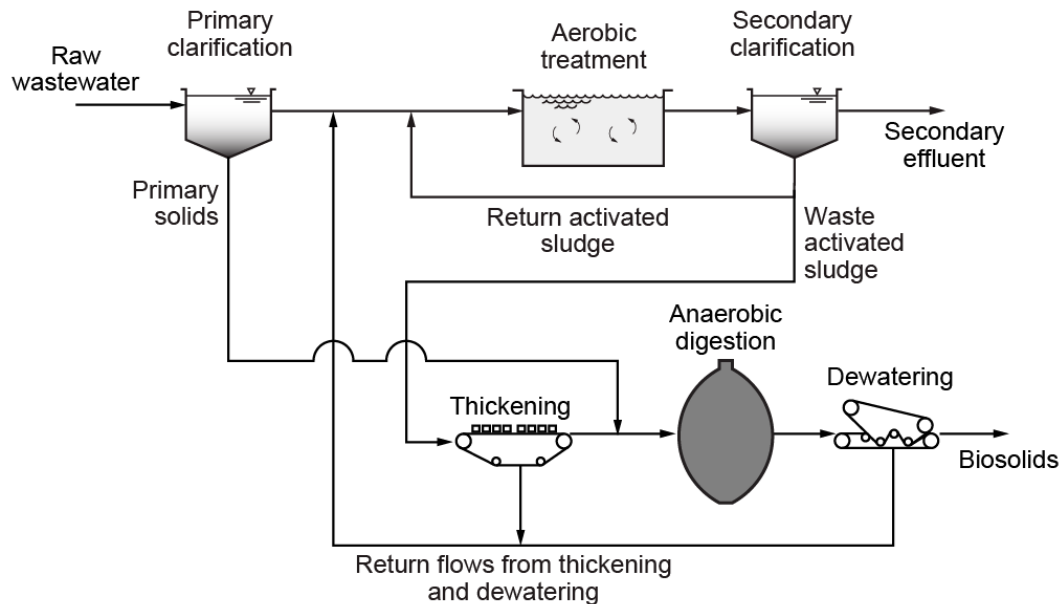 Primary
clarification
Raw
wastewater
Aerobic
treatment
Secondary
clarification
Secondary
effluent
Primary
solids
Return activated
sludge
Waste
activated
sludge
Anaerobic
digestion
Thickening
Dewatering
Biosolids
Return flows from thickening
and dewatering